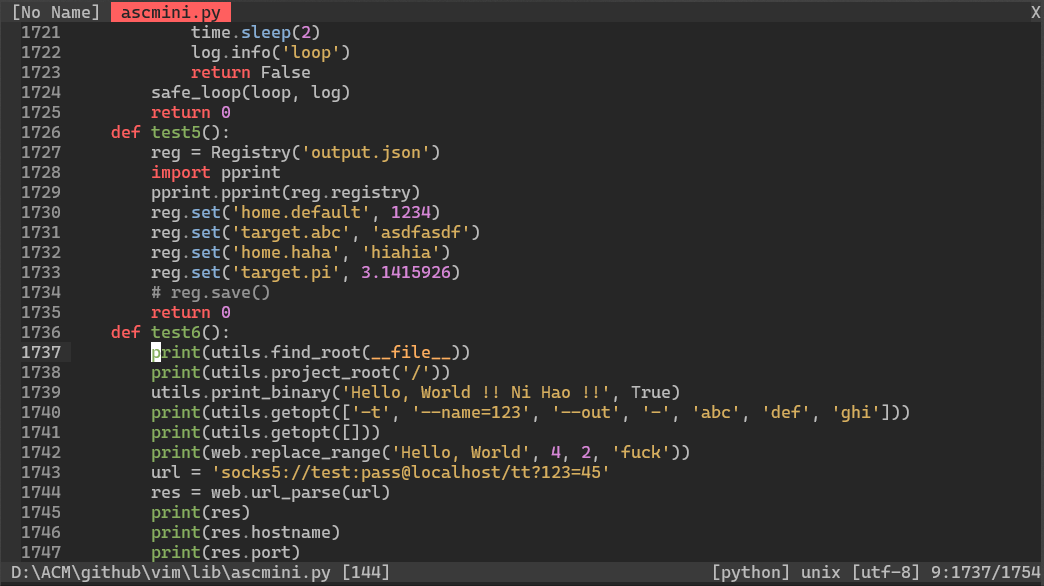 [No Name] ascmini.py X
1721             time.sleep(2)
1722             log.info('loop')
1723             return False
1724         safe_loop(loop, log)
1725         return 0
1726     def test5():
1727         reg = Registry('output.json')
1728         import pprint
1729         pprint.pprint(reg.registry)
1730         reg.set('home.default', 1234)
1731         reg.set('target.abc', 'asdfasdf')
1732         reg.set('home.haha', 'hiahia')
1733         reg.set('target.pi', 3.1415926)
1734         # reg.save()
1735         return 0
1736     def test6():
1737         print(utils.find_root(__file__))
1738         print(utils.project_root('/'))
1739         utils.print_binary('Hello, World !! Ni Hao !!', True)
1740         print(utils.getopt(['-t', '--name=123', '--out', '-', 'abc', 'def', 'ghi']))
1741         print(utils.getopt([]))
1742         print(web.replace_range('Hello, World', 4, 2, 'fuck'))
1743         url = 'socks5://test:pass@localhost/tt?123=45'
1744         res = web.url_parse(url)
1745         print(res)
1746         print(res.hostname)
1747         print(res.port)
D:\ACM\github\vim\lib\ascmini.py [144] [python] unix [utf-8] 9:1737/1754